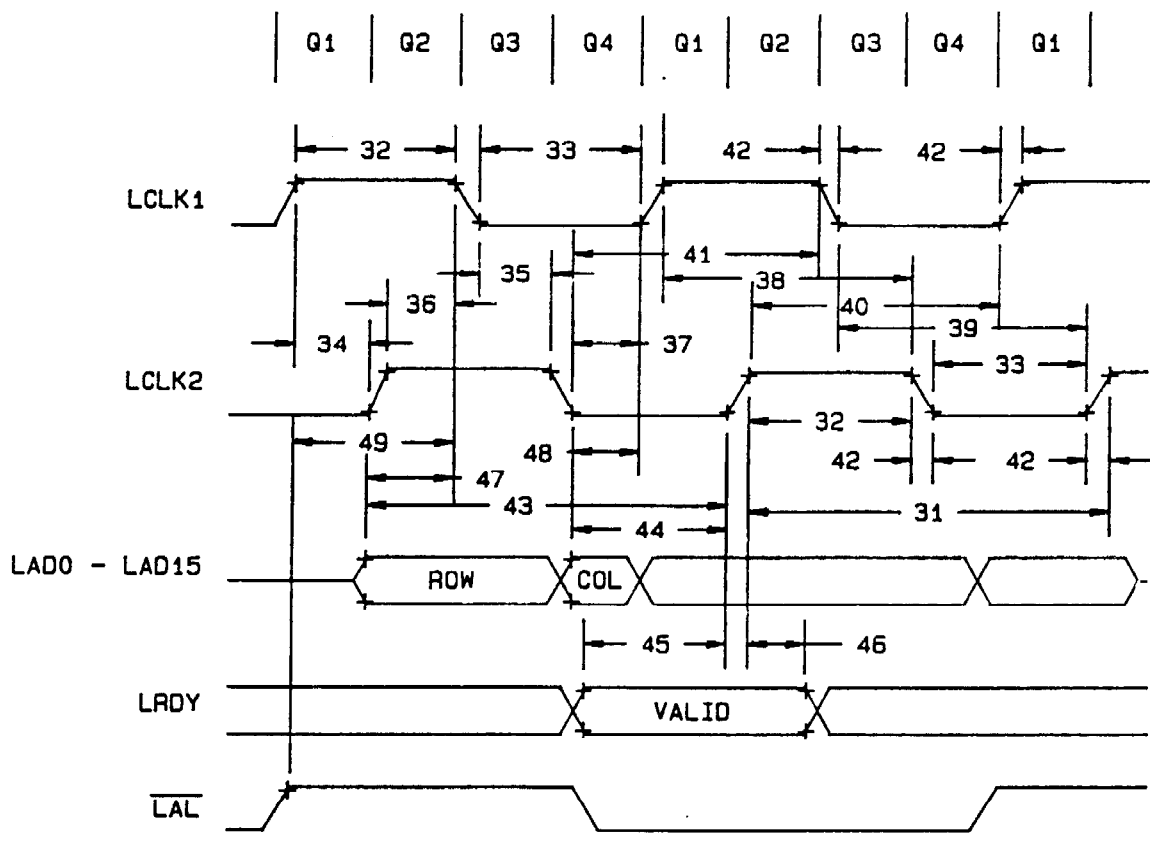 Q1 Q2 Q3 Q4 Q1 Q2 Q3 Q4 Q1
32 33 42 42
LCLK1
41
35 38
36 40
39
34 37
33
LCLK2
32
49
48 42 42
47
43 31
44
LAD0 - LAD15 ROW COL
45 46
LRDY VALID
LAL